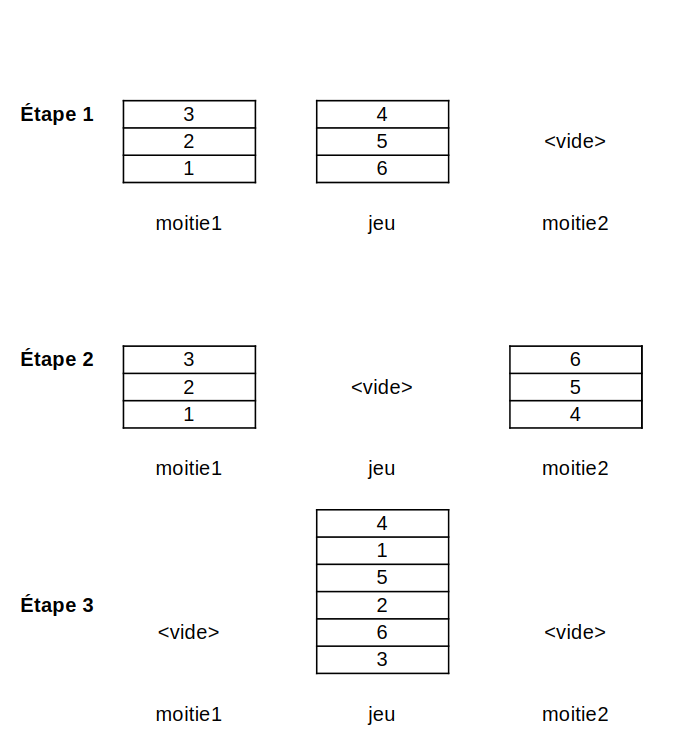 Étape 1
3
2
1
moitie1
4
5
6
jeu
<vide>
moitie2
Étape 2
3
2
1
moitie1
<vide>
jeu
6
5
4
moitie2
Étape 3
<vide>
moitie1
4
1
5
2
6
3
jeu
<vide>
moitie2